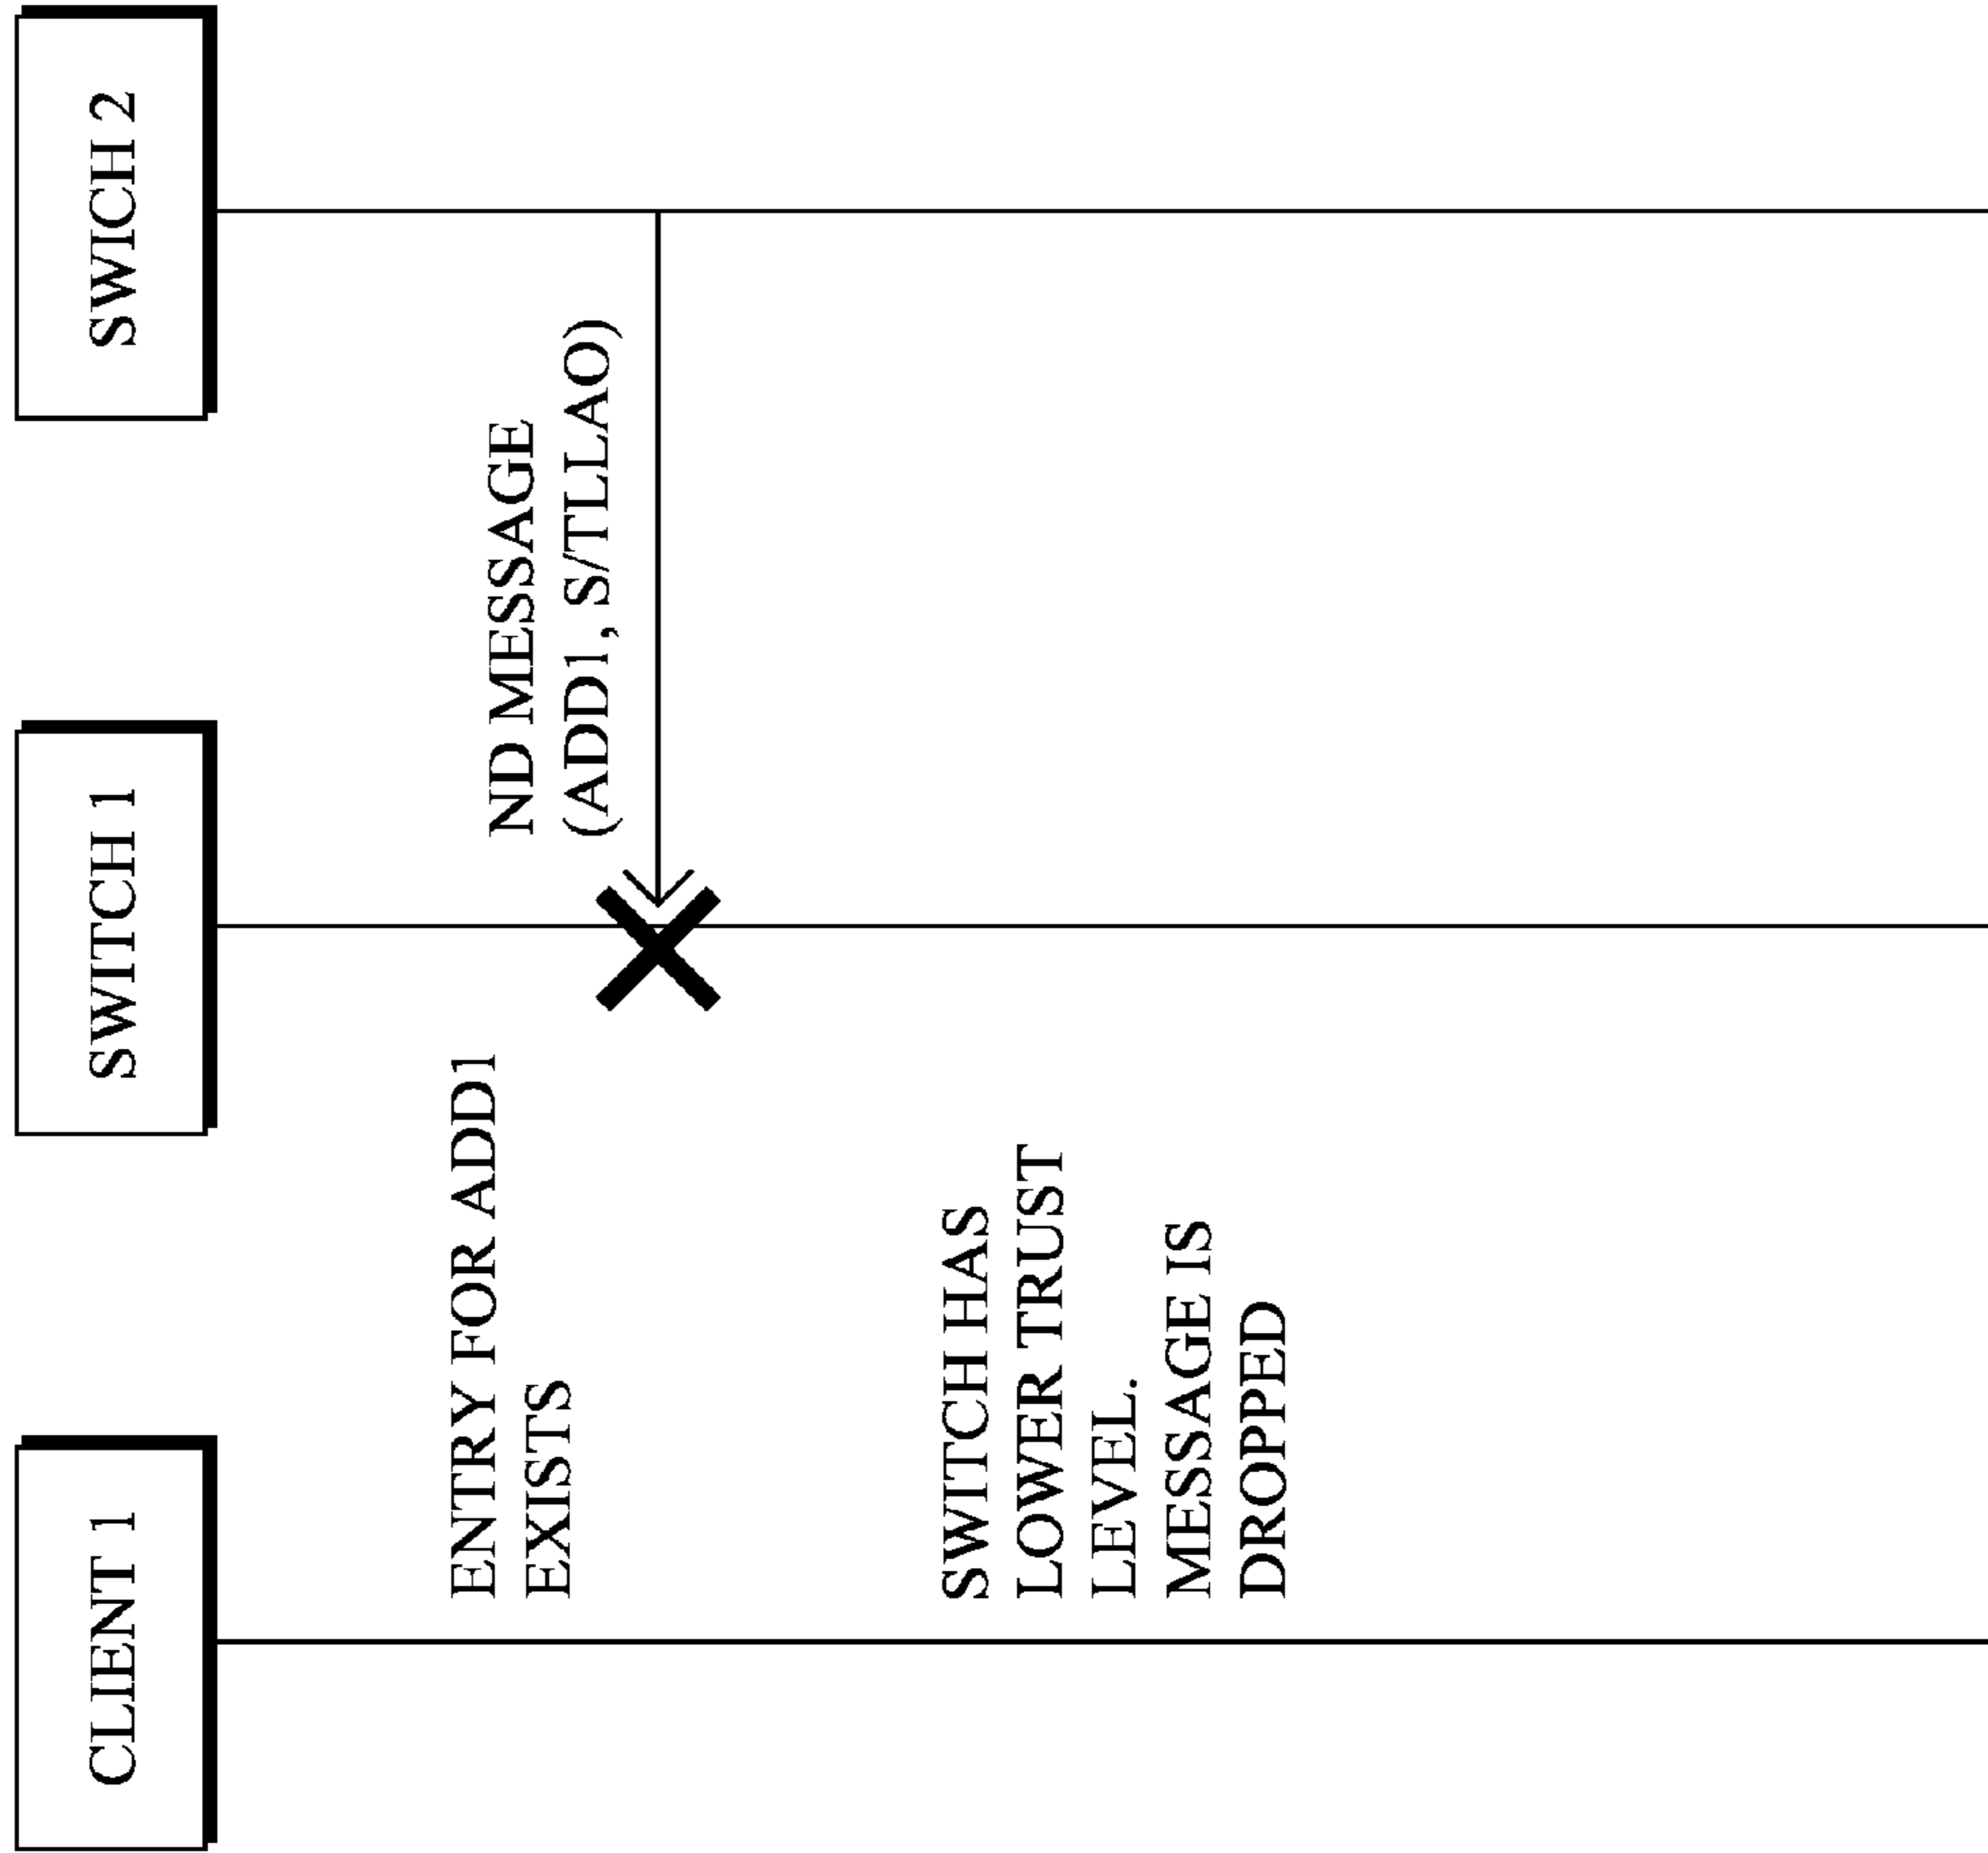 CLIENT 1
SWITCH 1
SWICH 2
ENTRY FOR ADD1
EXISTS
ND MESSAGE
(ADD1, S/TLLAO)
SWITCH HAS
LOWER TRUST
LEVEL.
MESSAGE IS
DROPPED